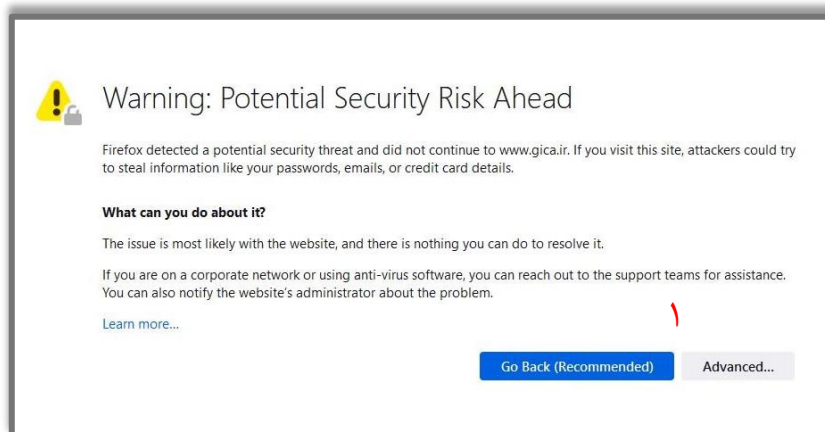 Warning: Potential Security Risk Ahead
Firefox detected a potential security threat and did not continue to www.gica.ir. If you visit this site, attackers could try
to steal information like your passwords, emails, or credit card details.
What can you do about it?
The issue is most likely with the website, and there is nothing you can do to resolve it.
If you are on a corporate network or using anti-virus software, you can reach out to the support teams for assistance.
You can also notify the website's administrator about the problem.
Learn more...
۱
Go Back (Recommended) Advanced...